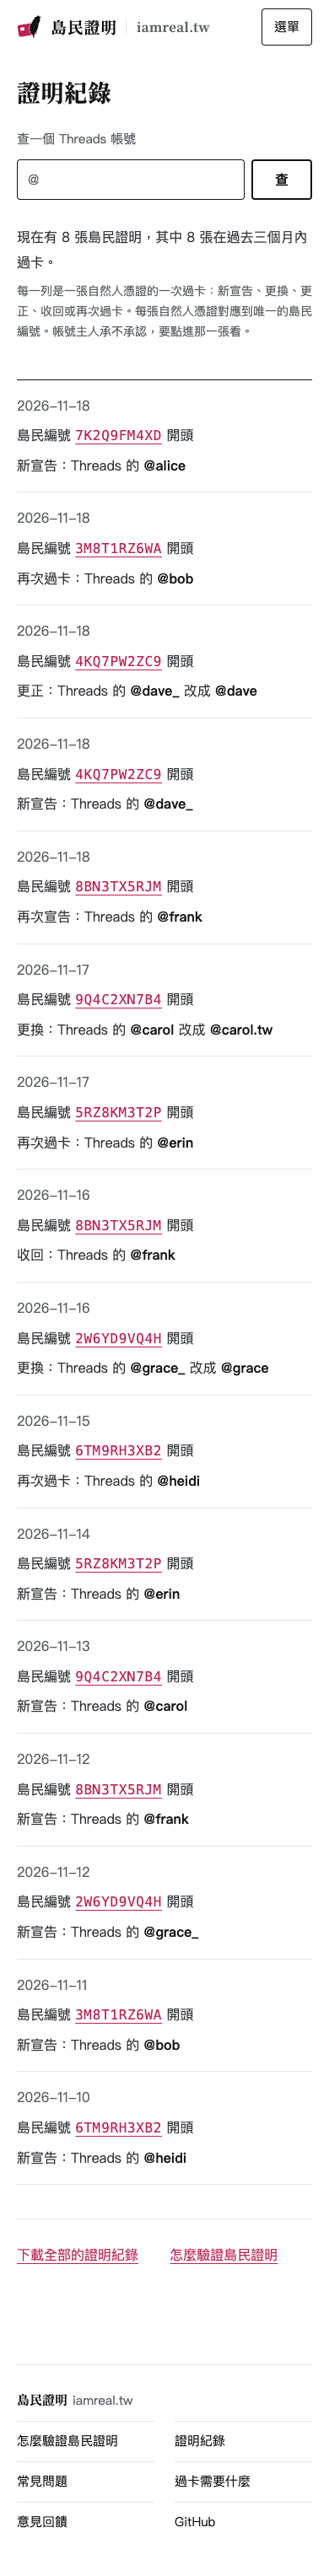 島民證明 iamreal.tw 選單
證明紀錄
查一個 Threads 帳號
@ 查
現在有 8 張島民證明，其中 8 張在過去三個月內
過卡。
每一列是一張自然人憑證的一次過卡：新宣告、更換、更
正、收回或再次過卡。每張自然人憑證對應到唯一的島民
編號。帳號主人承不承認，要點進那一張看。
2026-11-18
島民編號 7K2Q9FM4XD 開頭
新宣告：Threads 的 @alice
2026-11-18
島民編號 3M8T1RZ6WA 開頭
再次過卡：Threads 的 @bob
2026-11-18
島民編號 4KQ7PW2ZC9 開頭
更正：Threads 的 @dave_ 改成 @dave
2026-11-18
島民編號 4KQ7PW2ZC9 開頭
新宣告：Threads 的 @dave_
2026-11-18
島民編號 8BN3TX5RJM 開頭
再次宣告：Threads 的 @frank
2026-11-17
島民編號 9Q4C2XN7B4 開頭
更換：Threads 的 @carol 改成 @carol.tw
2026-11-17
島民編號 5RZ8KM3T2P 開頭
再次過卡：Threads 的 @erin
2026-11-16
島民編號 8BN3TX5RJM 開頭
收回：Threads 的 @frank
2026-11-16
島民編號 2W6YD9VQ4H 開頭
更換：Threads 的 @grace_ 改成 @grace
2026-11-15
島民編號 6TM9RH3XB2 開頭
再次過卡：Threads 的 @heidi
2026-11-14
島民編號 5RZ8KM3T2P 開頭
新宣告：Threads 的 @erin
2026-11-13
島民編號 9Q4C2XN7B4 開頭
新宣告：Threads 的 @carol
2026-11-12
島民編號 8BN3TX5RJM 開頭
新宣告：Threads 的 @frank
2026-11-12
島民編號 2W6YD9VQ4H 開頭
新宣告：Threads 的 @grace_
2026-11-11
島民編號 3M8T1RZ6WA 開頭
新宣告：Threads 的 @bob
2026-11-10
島民編號 6TM9RH3XB2 開頭
新宣告：Threads 的 @heidi
下載全部的證明紀錄 怎麼驗證島民證明
島民證明 iamreal.tw
怎麼驗證島民證明 證明紀錄
常見問題 過卡需要什麼
意見回饋 GitHub